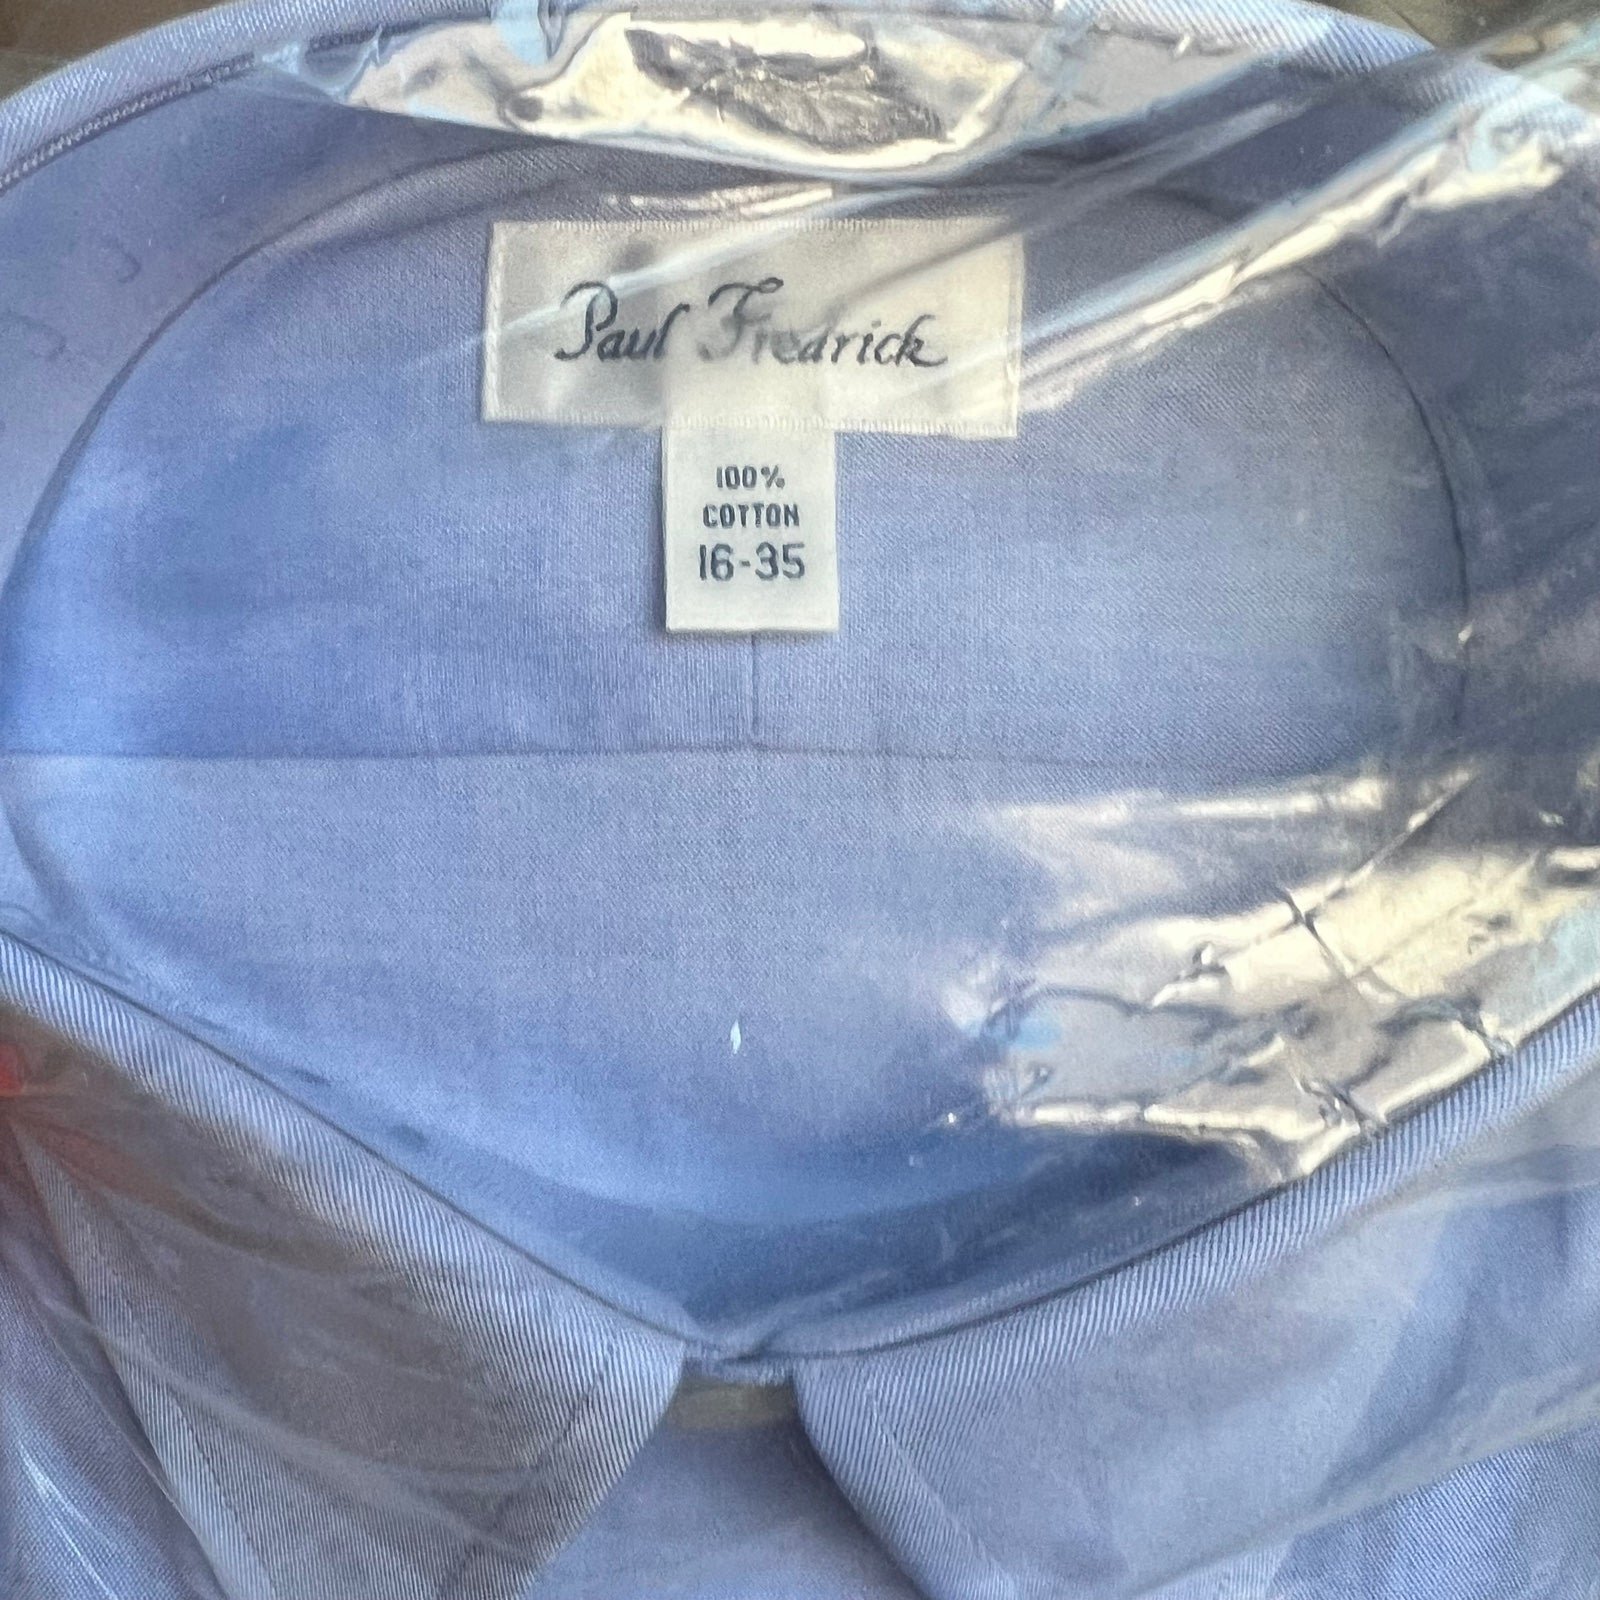 Paul Fredrick
100%
COTTON
16-35